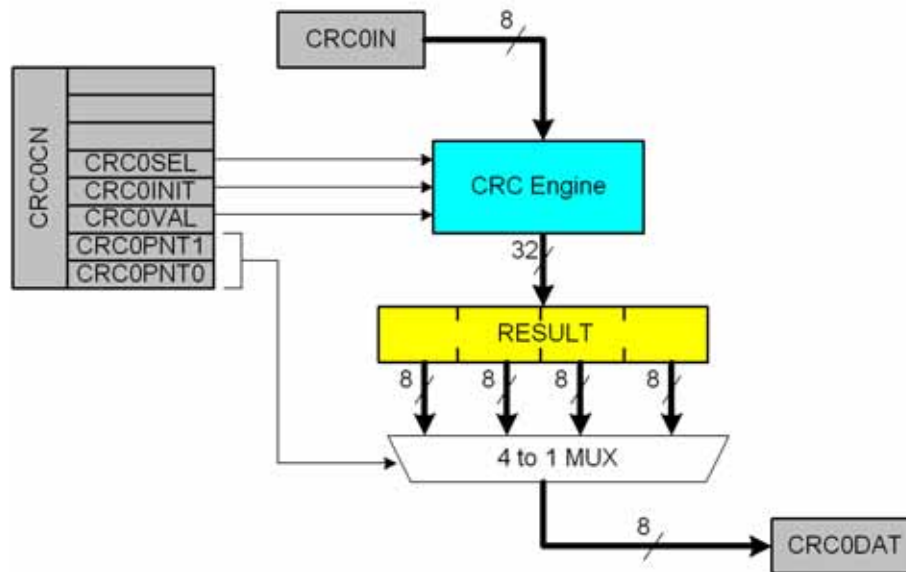 CRC0IN
8
CRC0CN
CRC0SEL
CRC0INIT
CRC0VAL
CRC0PNT1
CRC0PNT0
CRC Engine
32
RESULT
8
8
8
8
4 to 1 MUX
8
CRC0DAT